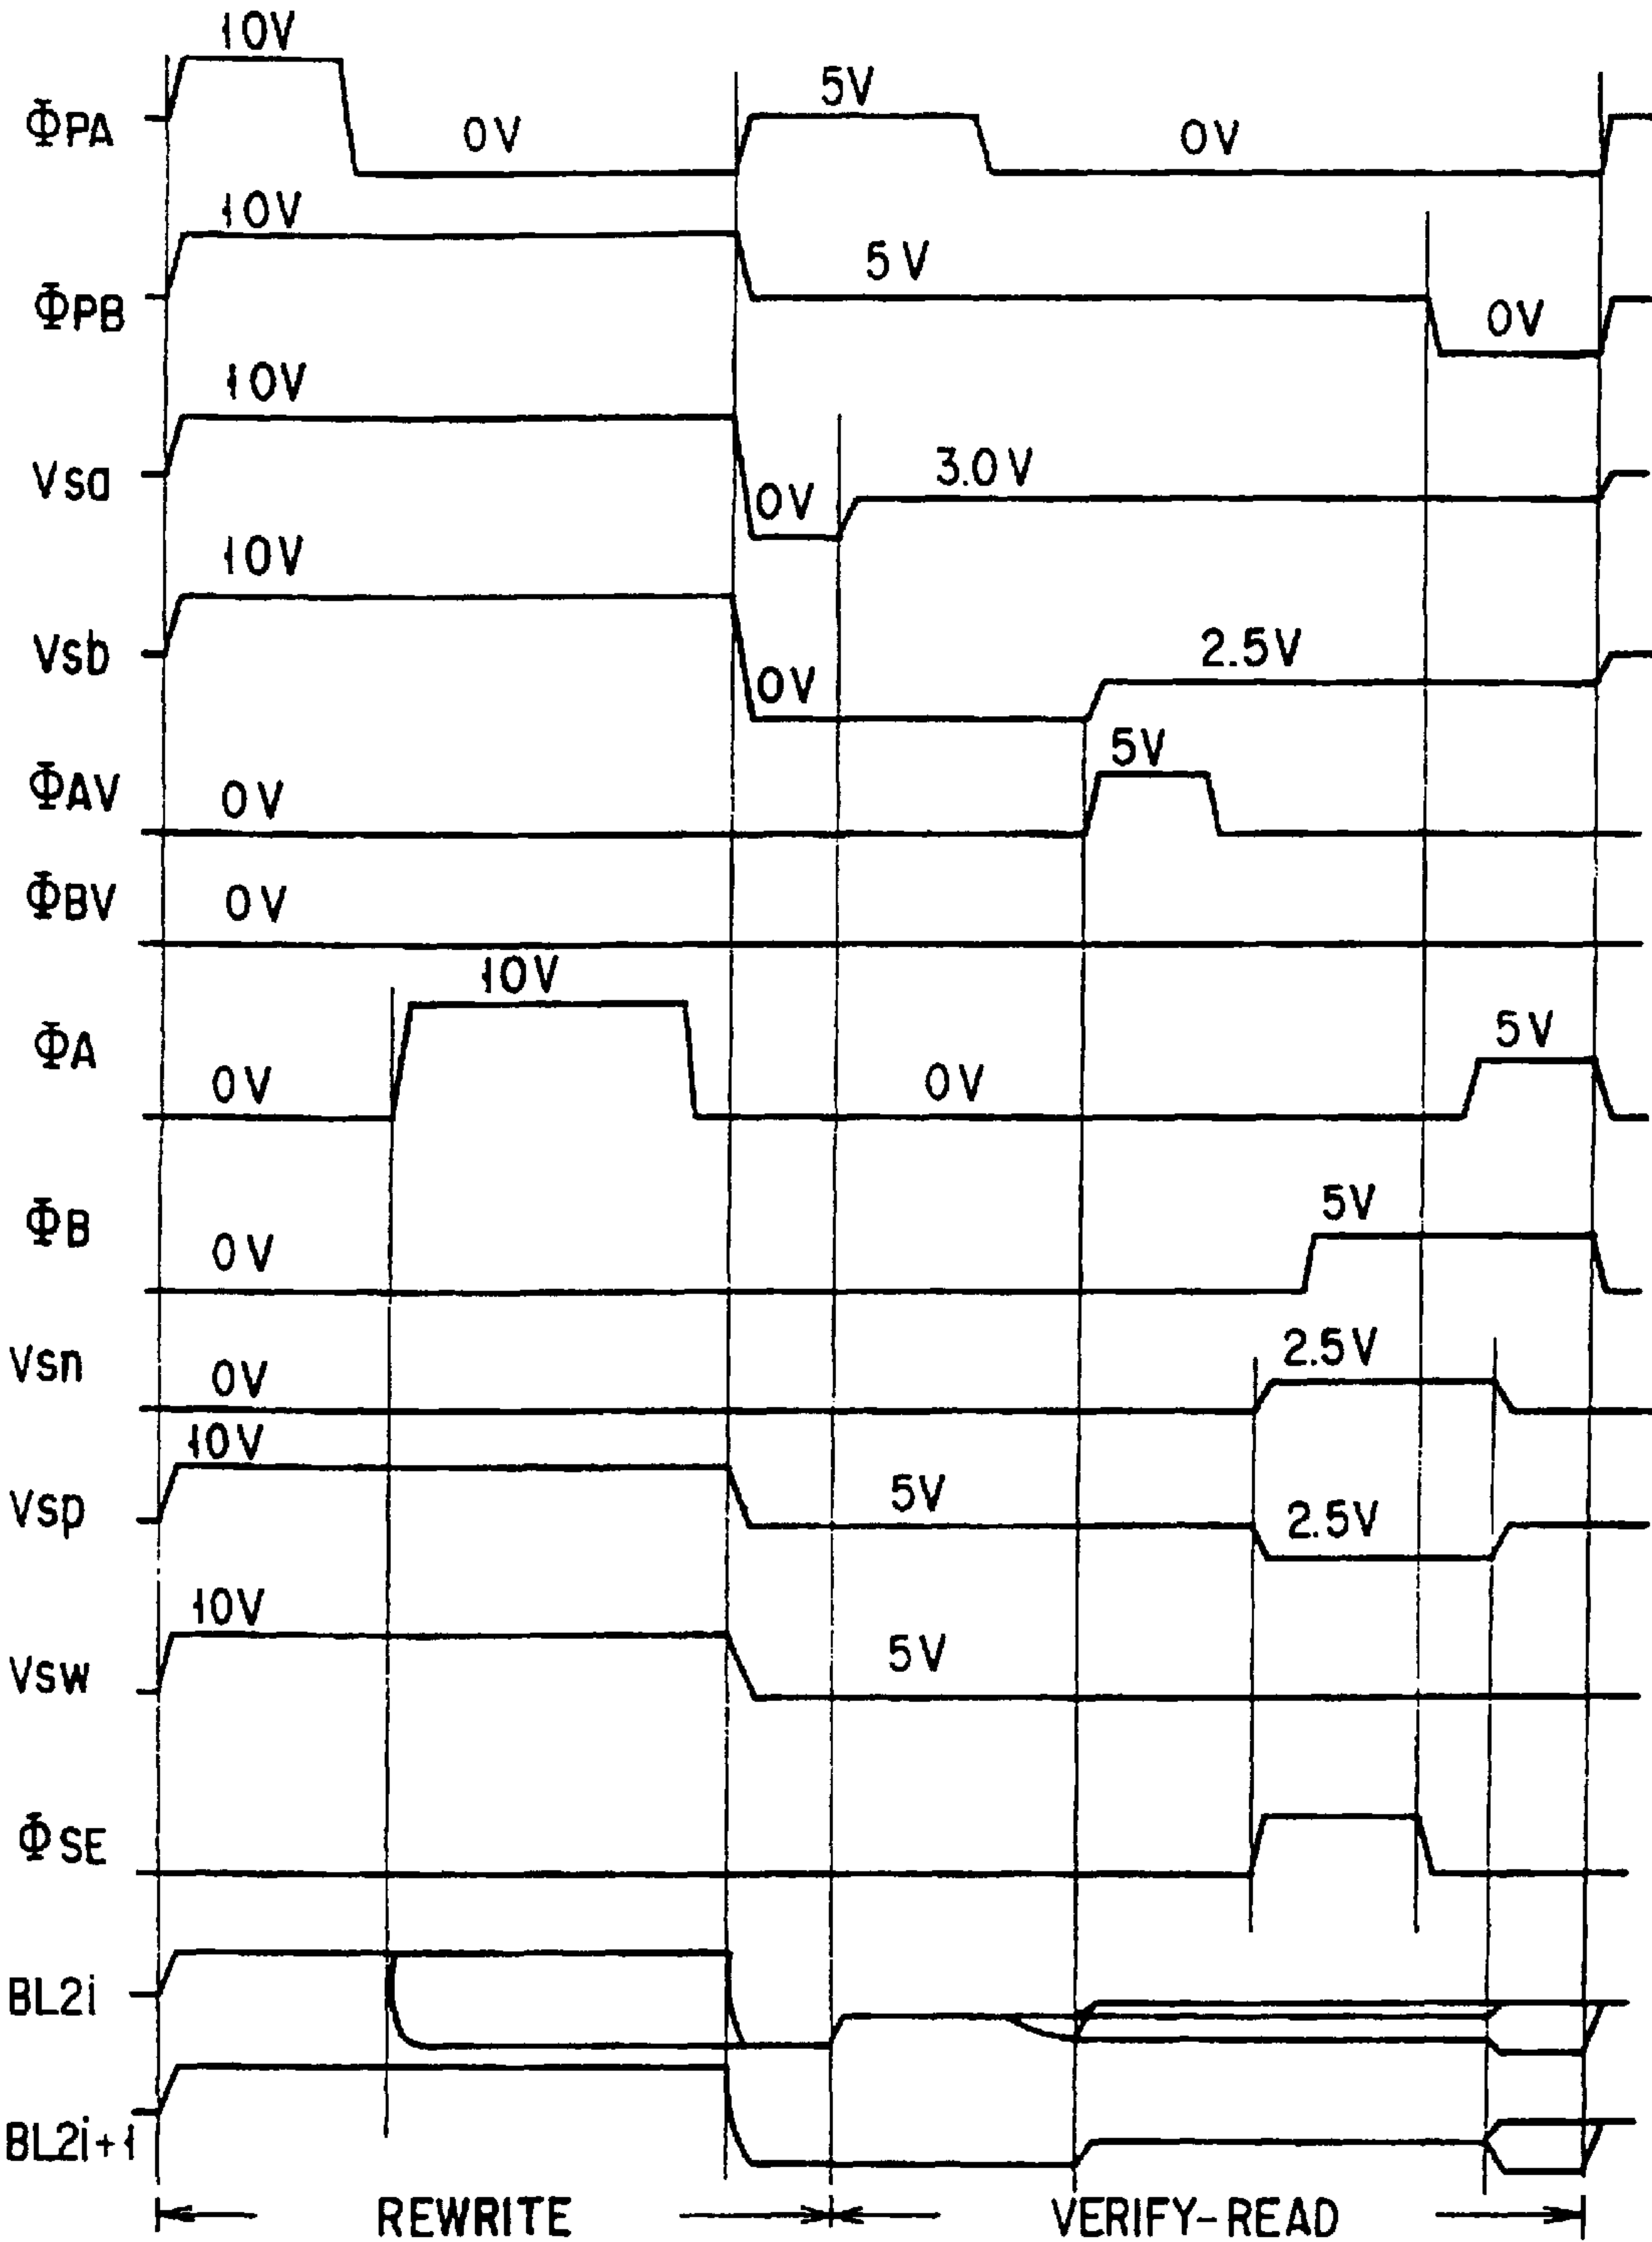 10V
5V
ΦPA
0V
0V
10V
5V
ΦPB
0V
10V
3.0V
Vsa
0V
10V
2.5V
Vsb
0V
5V
ΦAV
0V
ΦBV
0V
10V
ΦA
5V
0V
0V
5V
ΦB
0V
2.5V
Vsn
0V
10V
5V
Vsp
2.5V
10V
5V
Vsw
ΦSE
BL2i
BL2i+1
REWRITE
VERIFY-READ